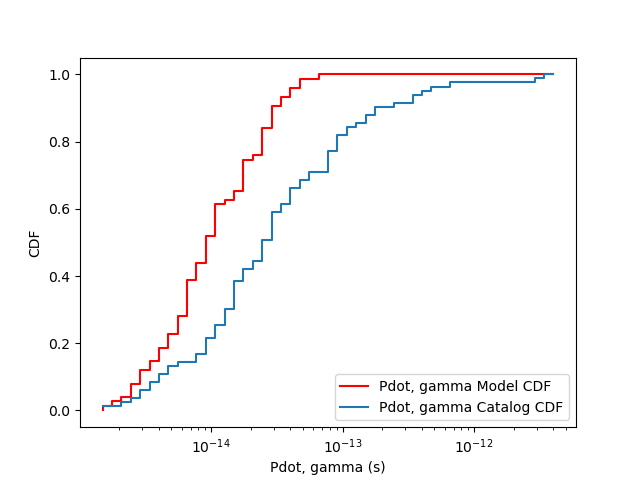 1.0
0.8
0.6
0.4
0.2
0.0
CDF
10⁻¹⁴
10⁻¹³
10⁻¹²
Pdot, gamma (s)
Pdot, gamma Model CDF
Pdot, gamma Catalog CDF